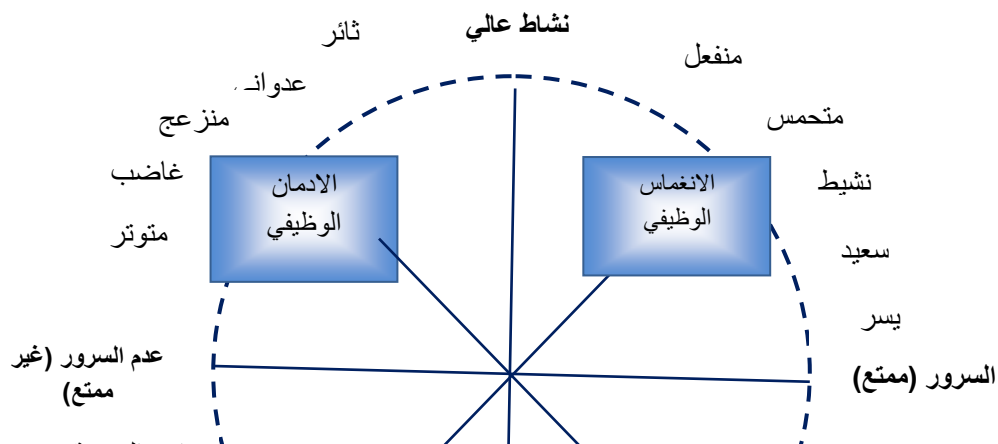 نشاط عالي
ثائر
منفعل
منزعج
متحمس
غاضب
نشيط
متوتر
سعيد
الادمان
الوظيفي
الانغماس
الوظيفي
يسر
عدم السرور (غير
ممتع)
السرور (ممتع)